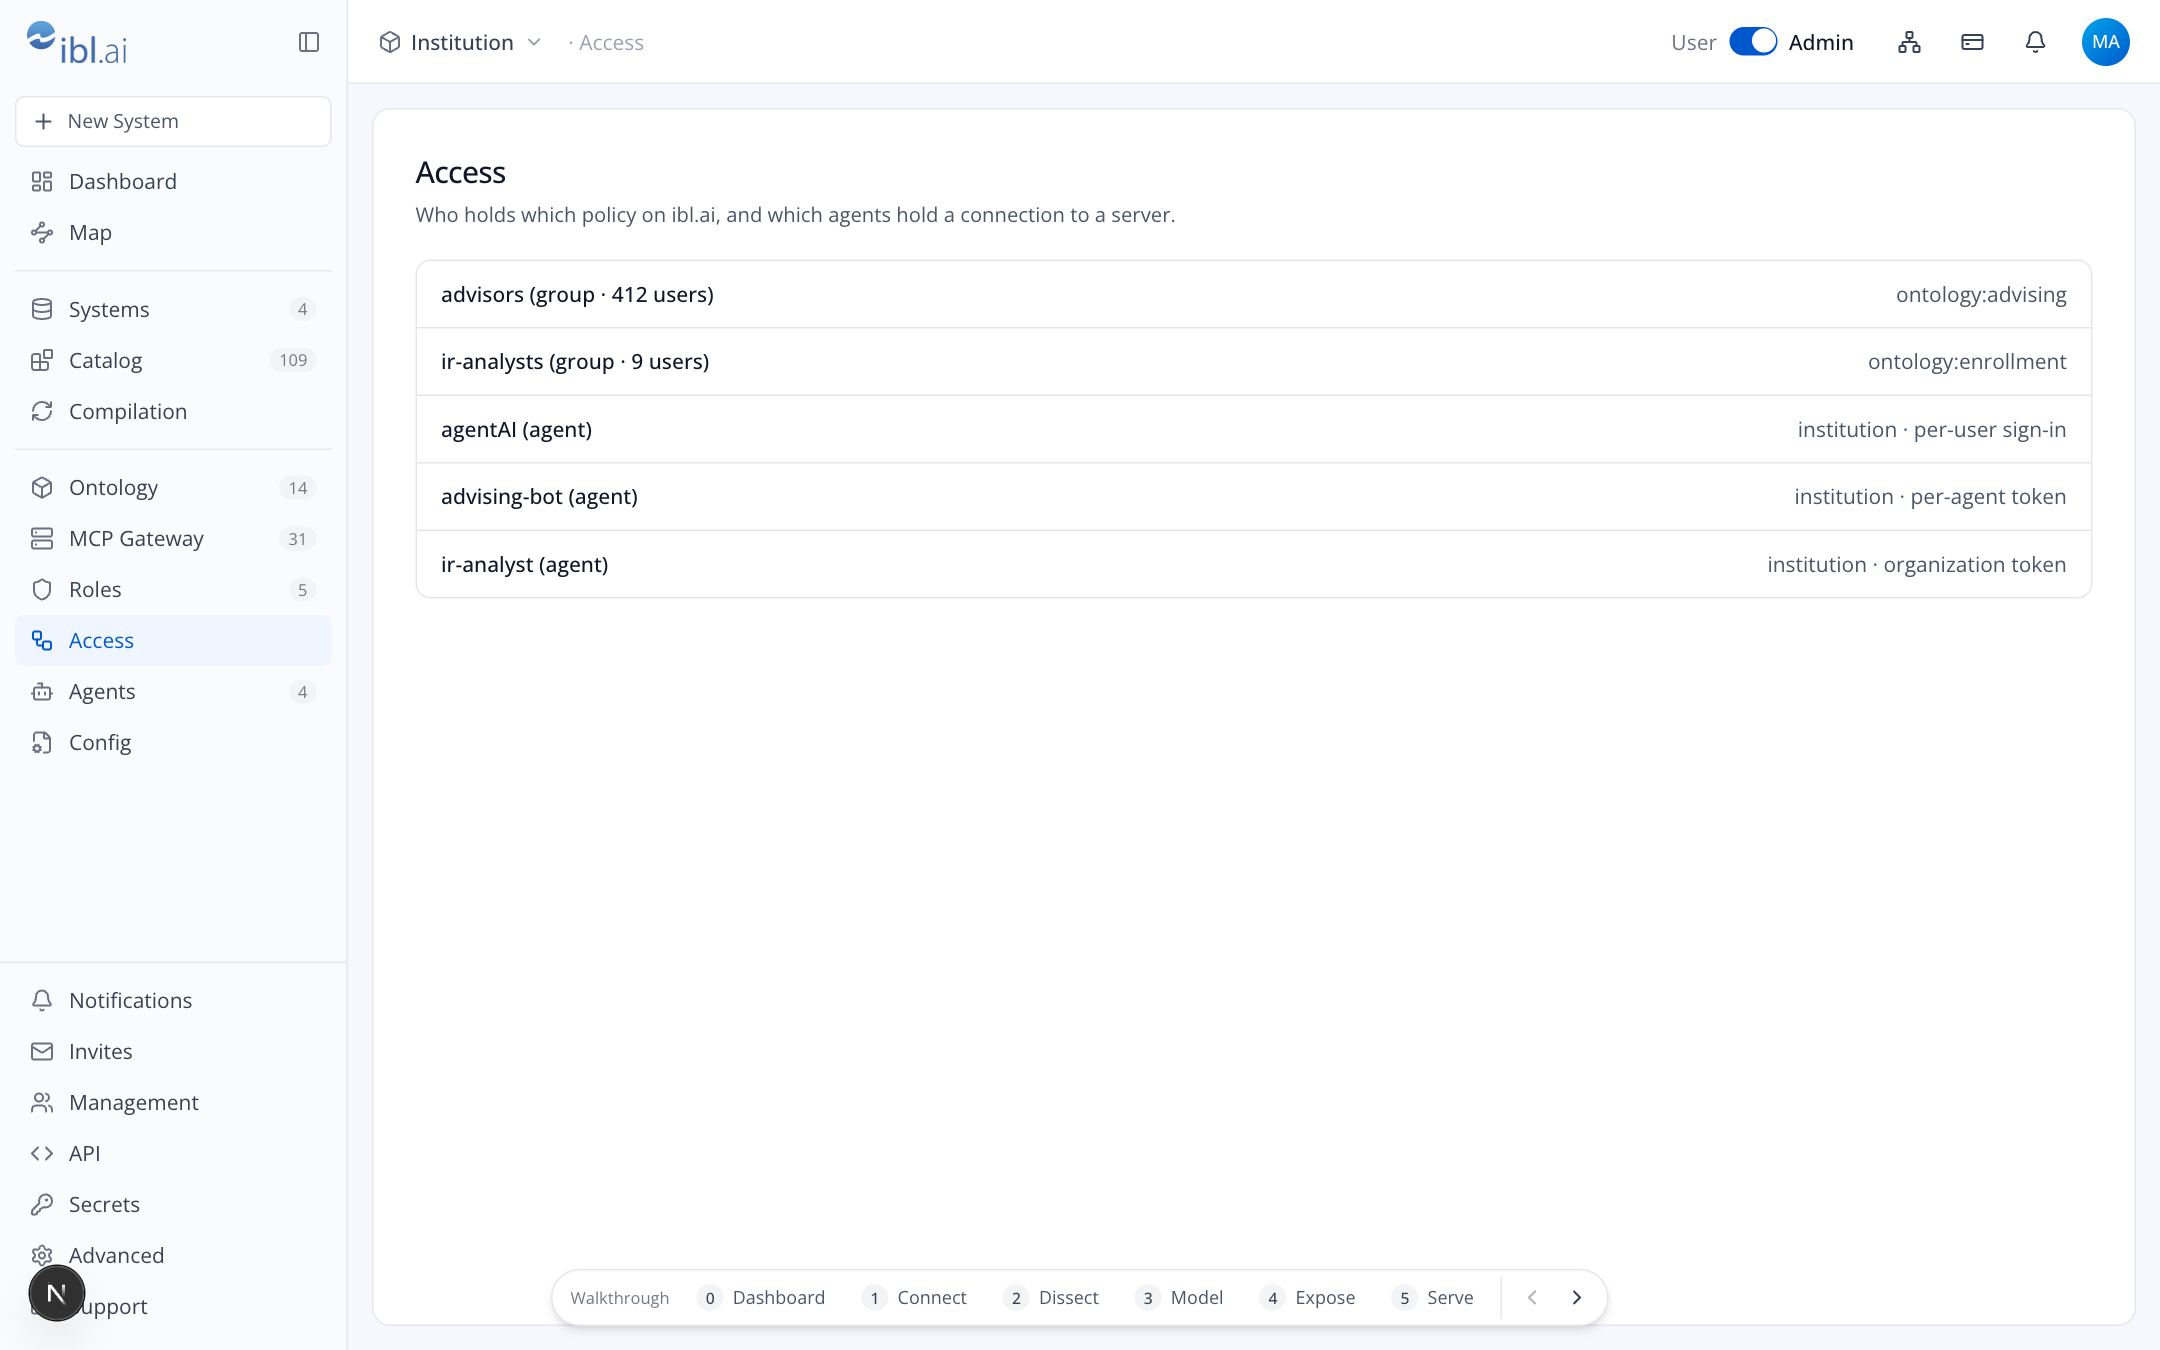 ibl.ai
Institution · Access
User Admin
MA
New System
Dashboard
Map
Systems 4
Catalog 109
Compilation
Ontology 14
MCP Gateway 31
Roles 5
Access
Agents 4
Config
Notifications
Invites
Management
API
Secrets
Advanced
N upport
Access
Who holds which policy on ibl.ai, and which agents hold a connection to a server.
advisors (group · 412 users) ontology:advising
ir-analysts (group · 9 users) ontology:enrollment
agentAI (agent) institution · per-user sign-in
advising-bot (agent) institution · per-agent token
ir-analyst (agent) institution · organization token
Walkthrough 0 Dashboard 1 Connect 2 Dissect 3 Model 4 Expose 5 Serve